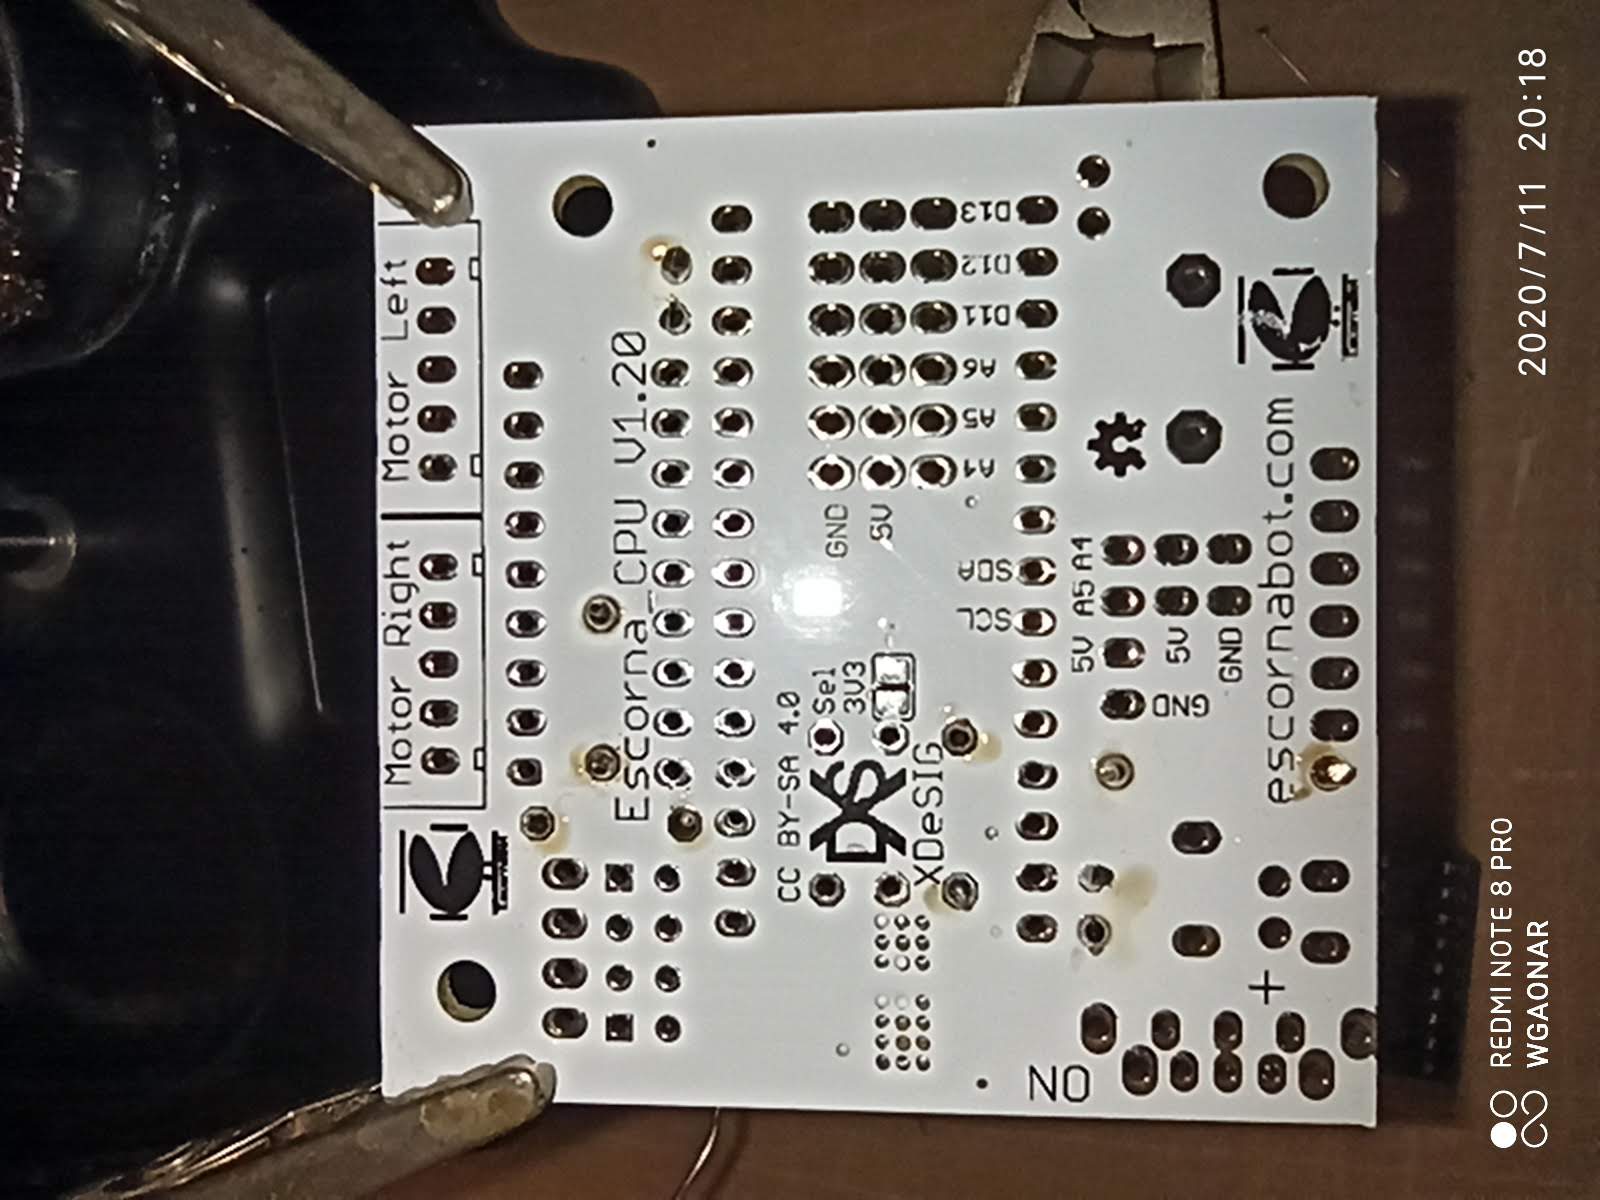 Motor Right
Motor Left
Escorna_CPU V1.20
CC BY-SA 4.0
Sel
3V3
DXS
XDeSIG
GND
5V
SCL
SDA
A1
A5
A6
D11
D12
D13
ON
5V A5 A4
GND
5V
GND
+
escornabot.com
REDMI NOTE 8 PRO
WGAONAR
2020/7/11 20:18